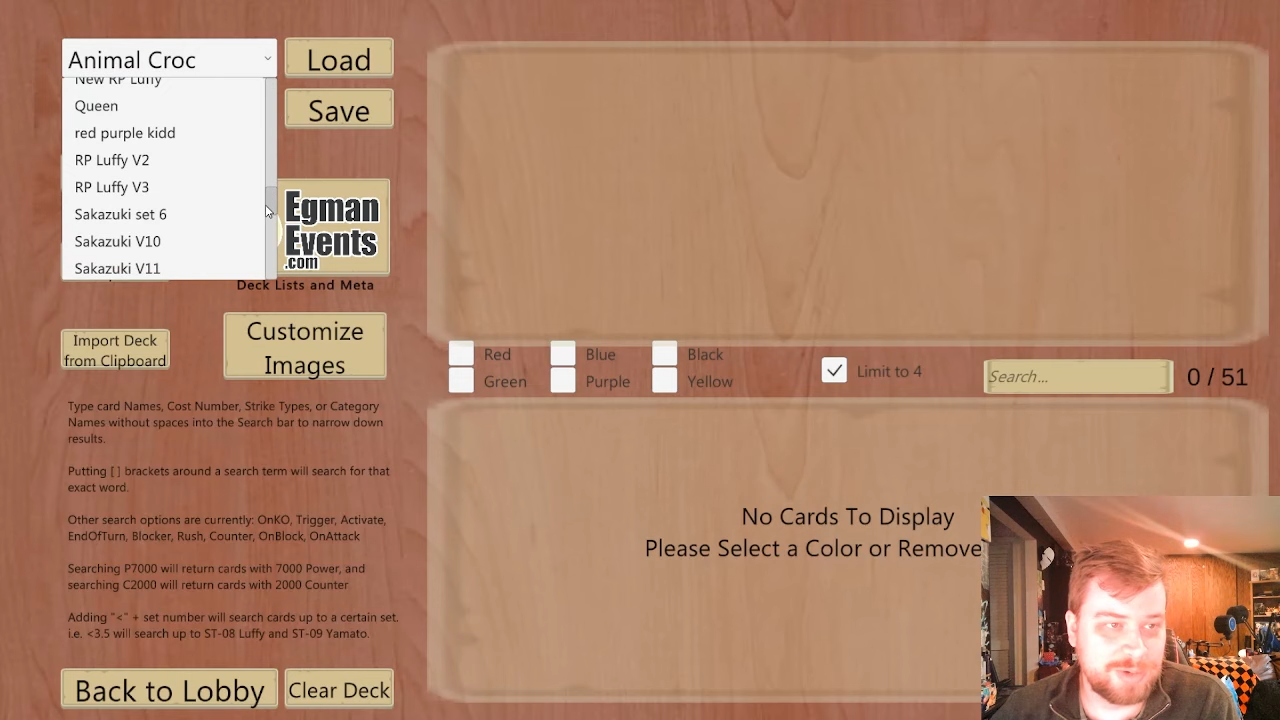 Animal Croc
Load
New RP Luffy
Queen
Save
red purple kidd
RP Luffy V2
RP Luffy V3
Sakazuki set 6
Sakazuki V10
Sakazuki V11
Egman
Events
.com
Deck Lists and Meta
Import Deck
from Clipboard
Customize
Images
Red
Blue
Black
Green
Purple
Yellow
Limit to 4
Search...
0 / 51
Type card Names, Cost Number, Strike Types, or Category
Names without spaces into the Search bar to narrow down
results.
Putting [ ] brackets around a search term will search for that
exact word.
Other search options are currently: OnKO, Trigger, Activate,
EndOfTurn, Blocker, Rush, Counter, OnBlock, OnAttack
Searching P7000 will return cards with 7000 Power, and
searching C2000 will return cards with 2000 Counter
Adding "<" + set number will search cards up to a certain set.
i.e. <3.5 will search up to ST-08 Luffy and ST-09 Yamato.
No Cards To Display
Please Select a Color or Remove
Back to Lobby
Clear Deck